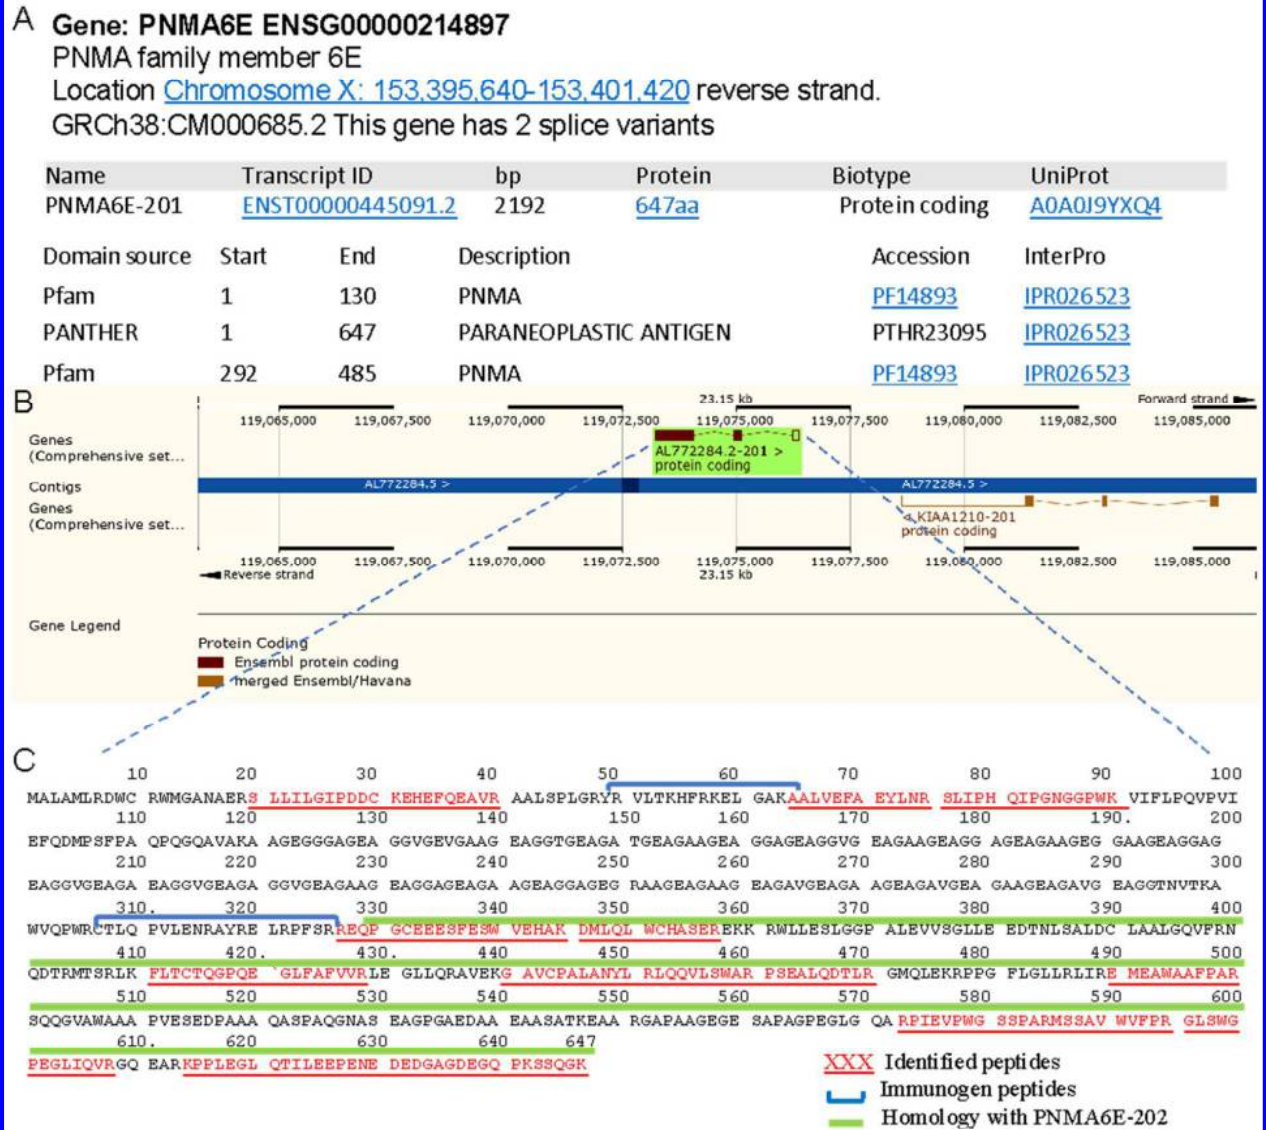 A
Gene: PNMA6E ENSG00000214897
PNMA family member 6E
Location Chromosome X: 153,395,640-153,401,420 reverse strand.
GRCh38:CM000685.2 This gene has 2 splice variants
Name Transcript ID bp Protein Biotype UniProt
PNMA6E-201 ENST00000445091.2 2192 647aa Protein coding A0A0J9YXQ4
Domain source Start End Description Accession InterPro
Pfam 1 130 PNMA PF14893 IPR026523
PANTHER 1 647 PARANEOPLASTIC ANTIGEN PTHR23095 IPR026523
Pfam 292 485 PNMA PF14893 IPR026523
B
23.15 kb Forward strand
119,065,000 119,067,500 119,070,000 119,072,500 119,075,000 119,077,500 119,080,000 119,082,500 119,085,000
Genes
(Comprehensive set...
AL772284.2-201 >
protein coding
Contigs AL772284.5 > AL772284.5 >
Genes
(Comprehensive set...
< KIAA1210-201
protein coding
119,065,000 119,067,500 119,070,000 119,072,500 119,075,000 119,077,500 119,080,000 119,082,500 119,085,000
Reverse strand 23.15 kb
Gene Legend
Protein Coding
Ensembl protein coding
merged Ensembl/Havana
C
10 20 30 40 50 60 70 80 90 100
MALAMLRDWC RWMGANAERS LLILGIPDDC KEHEFQEAVR AALSPLGRYR VLTKHFRKEL GAKAALVEFA EYLNR SLIPH QIPGNGGPWK VIFLPQVPVI
110 120 130 140 150 160 170 180 190. 200
EFQDMPSFPA QPQGQAVAKA AGEGGGAGEA GGVGEVGAAG EAGGTGEAGA TGEAGAAGEA GGAGEAGGVG EAGAAGEAGG AGEAGAAGEG GAAGEAGGAG
210 220 230 240 250 260 270 280 290 300
EAGGVGEAGA EAGGVGEAGA GGVGEAGAAG EAGGAGEAGA AGEAGGAGEG RAAGEAGAAG EAGAVGEAGA AGEAGAVGEA GAAGEAGAVG EAGGTNVTKA
310. 320 330 340 350 360 370 380 390 400
WVQPWRCTLQ PVLENRAYRE LRPFSRREQP GCEEESFESW VEHAK DMLQL WCHASEREKK RWLLESLGGP ALEVVSGLLE EDTNLSALDC LAALGQVFRN
410 420. 430 440 450 460 470 480 490 500
QDTRMTSRLK FLTCTQGPQE GLFAFVVRLE GLLQRAVEKG AVCPALANYL RLQQVLSWAR PSEALQDTLR GMQLEKRPPG FLGLLRLIRE MEAWAAFPAR
510 520 530 540 550 560 570 580 590 600
SQQGVAWAAA PVESEDPAAA QASPAQGNAS EAGPGAEDAA EAASATKEAA RGAPAAGEGE SAPAGPEGLG QA RPIEVPWG SSPARMSSAV WVFPR GLSWG
610. 620 630 640 647
PEGLIQVRGQ EARKPPLEGL QTILEEPENE DEDGAGDEGQ PKSSQGK
XXX Identified peptides
Immunogen peptides
Homology with PNMA6E-202